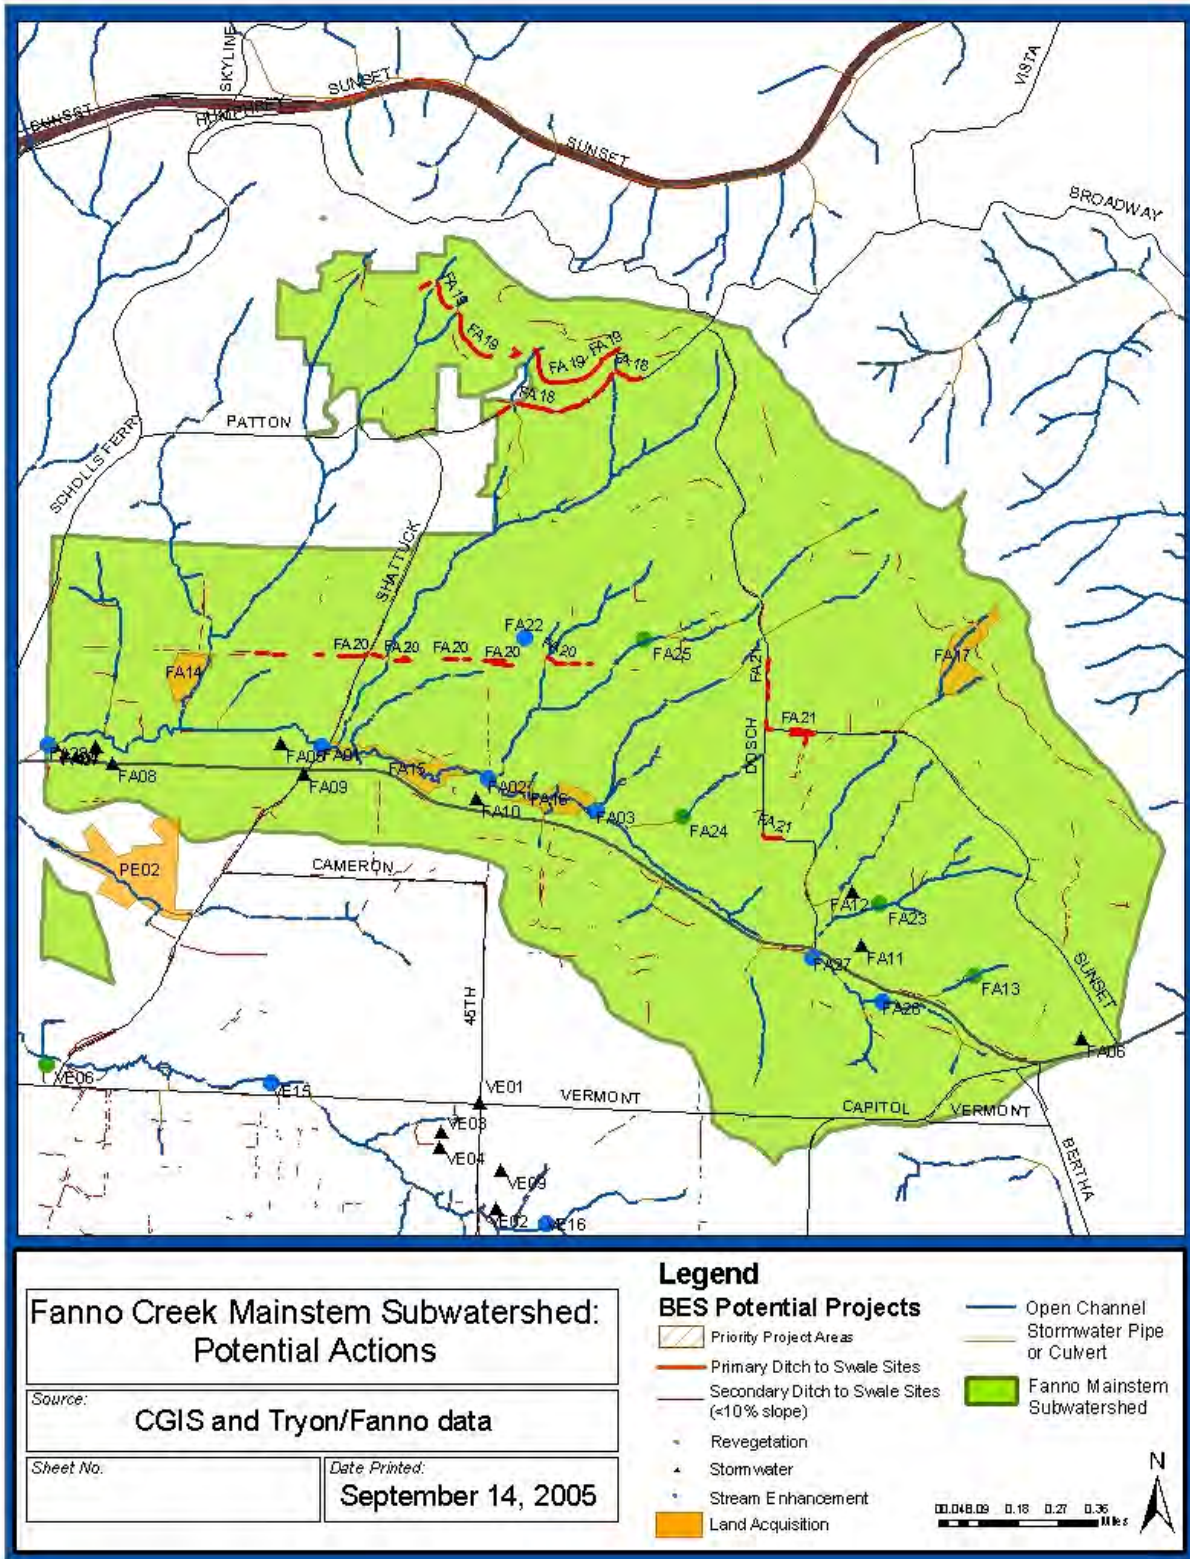 SKYLINE
VISTA
SUNSET
SUNSET
HUMPHREY
SUNSET
BROADWAY
FA19
FA19
FA19
FA19
FA18
FA18
PATTON
SCHOLLS FERRY
SHATTUCK
FA22
FA20
FA20
FA20
FA20
FA20
FA25
FA21
FA17
FA14
FA21
DOSCH
FA05
FA01
FA08
FA09
FA15
FA02
FA10
FA16
FA03
FA24
FA21
PE02
CAMERON
FA12
FA23
FA11
FA27
FA13
SUNSET
FA26
45TH
FA06
VE06
VE15
VE01
VERMONT
CAPITOL
VERMONT
VE03
VE04
VE09
VE02
VE16
BERTHA
Fanno Creek Mainstem Subwatershed:
Potential Actions
Source:
CGIS and Tryon/Fanno data
Sheet No.
Date Printed:
September 14, 2005
Legend
BES Potential Projects
Priority Project Areas
Primary Ditch to Swale Sites
Secondary Ditch to Swale Sites
(<10% slope)
Revegetation
Stormwater
Stream Enhancement
Land Acquisition
Open Channel
Stormwater Pipe
or Culvert
Fanno Mainstem
Subwatershed
N
0.18 0.27 0.36
Miles